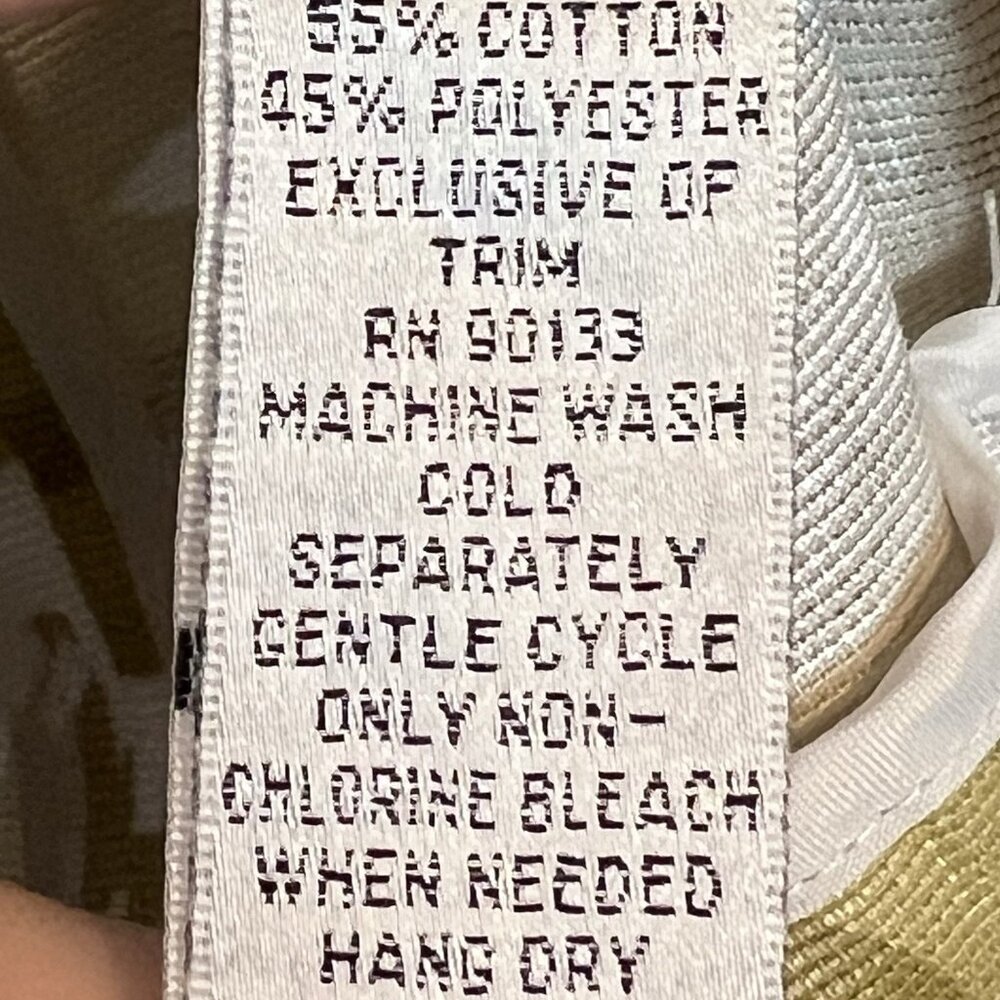 55% COTTON
45% POLYESTER
EXCLUSIVE OF
TRIM
RN 90133
MACHINE WASH
COLD
SEPARATELY
GENTLE CYCLE
ONLY NON-
CHLORINE BLEACH
WHEN NEEDED
HANG DRY